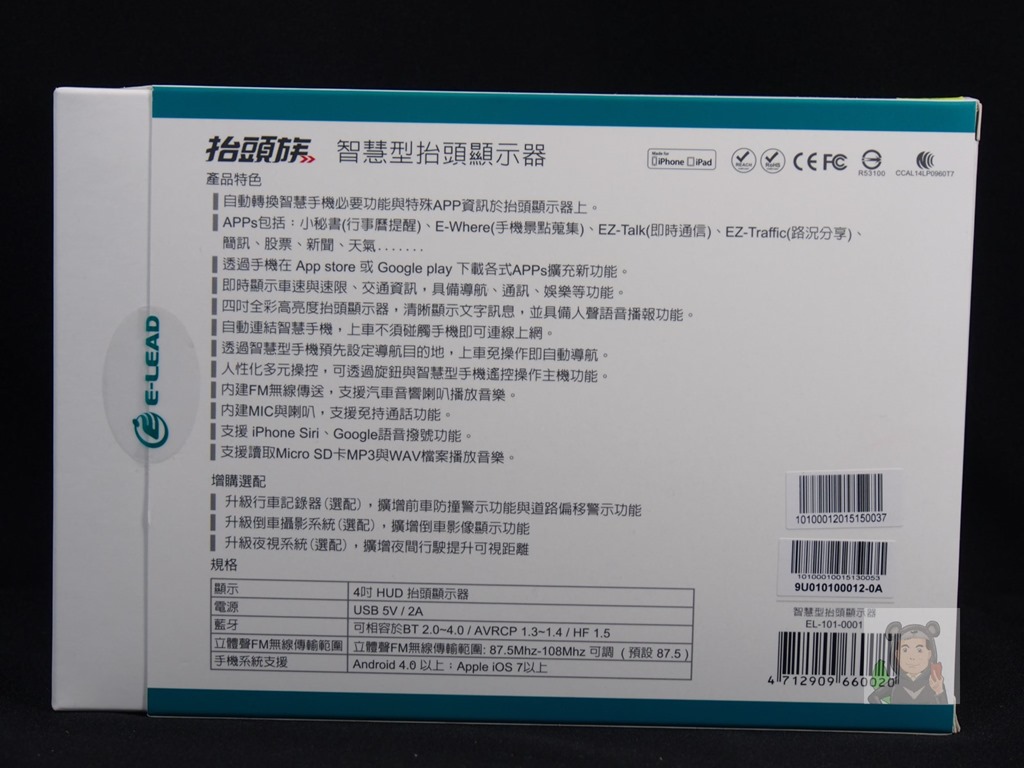 抬頭族 智慧型抬頭顯示器
Made for
iPhone iPad
REACH
RoHS
CE FC
R53100
CCAL14LP0960T7
產品特色
自動轉換智慧手機必要功能與特殊APP資訊於抬頭顯示器上。
APPs包括：小秘書(行事曆提醒)、E-Where(手機景點蒐集)、EZ-Talk(即時通信)、EZ-Traffic(路況分享)、
簡訊、股票、新聞、天氣.......
透過手機在 App store 或 Google play 下載各式APPs擴充新功能。
即時顯示車速與速限、交通資訊，具備導航、通訊、娛樂等功能。
四吋全彩高亮度抬頭顯示器，清晰顯示文字訊息，並具備人聲語音播報功能。
自動連結智慧手機，上車不須碰觸手機即可連線上網。
透過智慧型手機預先設定導航目的地，上車免操作即自動導航。
人性化多元操控，可透過旋鈕與智慧型手機遙控操作主機功能。
內建FM無線傳送，支援汽車音響喇叭播放音樂。
內建MIC與喇叭，支援免持通話功能。
支援 iPhone Siri、Google語音撥號功能。
支援讀取Micro SD卡MP3與WAV檔案播放音樂。
E-LEAD
增購選配
升級行車記錄器(選配)，擴增前車防撞警示功能與道路偏移警示功能
升級倒車攝影系統(選配)，擴增倒車影像顯示功能
升級夜視系統(選配)，擴增夜間行駛提升可視距離
規格
顯示 4吋 HUD 抬頭顯示器
電源 USB 5V / 2A
藍牙 可相容於BT 2.0~4.0 / AVRCP 1.3~1.4 / HF 1.5
立體聲FM無線傳輸範圍 立體聲FM無線傳輸範圍: 87.5Mhz-108Mhz 可調 ( 預設 87.5 )
手機系統支援 Android 4.0 以上；Apple iOS 7以上
10100012015150037
10100010015130053
9U010100012-0A
智慧型抬頭顯示器
EL-101-0001
4 712909 660020